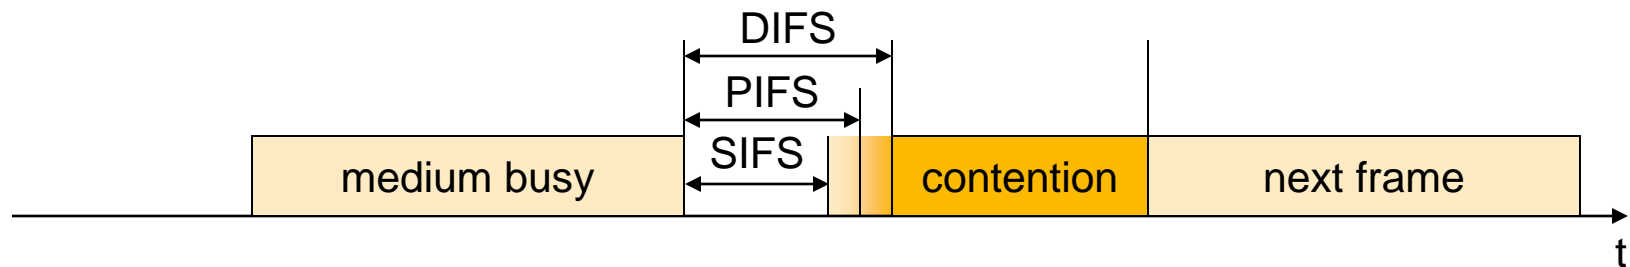 DIFS
PIFS
SIFS
medium busy
contention
next frame
t